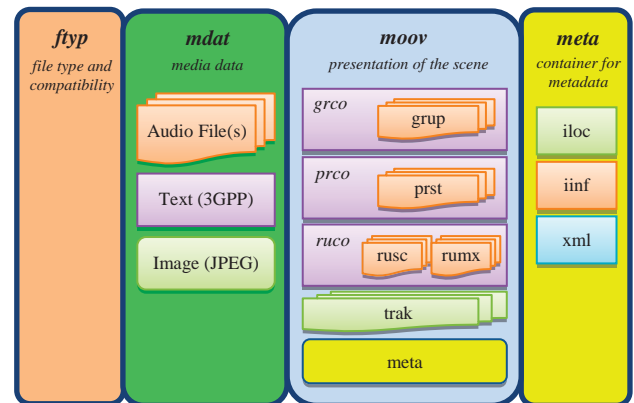 ftyp
file type and
compatibility
mdat
media data
Audio File(s)
Text (3GPP)
Image (JPEG)
moov
presentation of the scene
grco
grup
prco
prst
ruco
rusc
rumx
trak
meta
meta
container for
metadata
iloc
iinf
xml